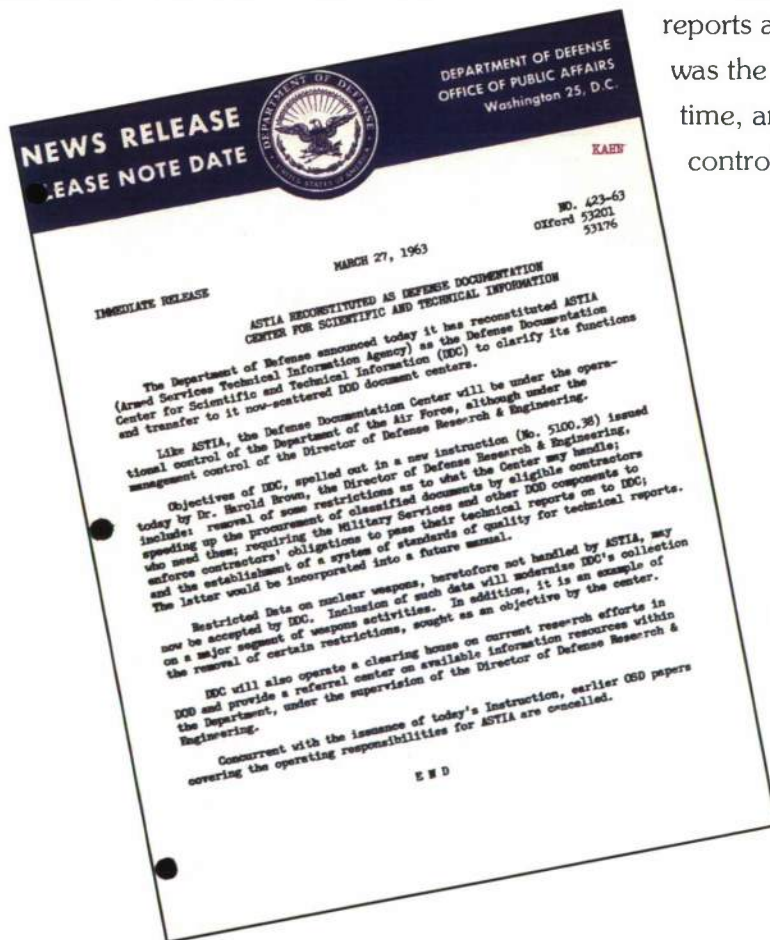 reports a
was the
time, an
contro
NEWS RELEASE
LEASE NOTE DATE
DEPARTMENT OF DEFENSE
UNITED STATES OF AMERICA
DEPARTMENT OF DEFENSE
OFFICE OF PUBLIC AFFAIRS
Washington 25, D.C.
KAHN
NO. 423-63
OXford 53201
53176
MARCH 27, 1963
IMMEDIATE RELEASE
ASTIA RECONSTITUTED AS DEFENSE DOCUMENTATION
CENTER FOR SCIENTIFIC AND TECHNICAL INFORMATION
The Department of Defense announced today it has reconstituted ASTIA
(Armed Services Technical Information Agency) as the Defense Documentation
Center for Scientific and Technical Information (DDC) to clarify its functions
and transfer to it now-scattered DOD document centers.
Like ASTIA, the Defense Documentation Center will be under the opera-
tional control of the Department of the Air Force, although under the
management control of the Director of Defense Research & Engineering.
Objectives of DDC, spelled out in a new instruction (No. 5100.38) issued
today by Dr. Harold Brown, the Director of Defense Research & Engineering,
include: removal of some restrictions as to what the Center may handle;
speeding up the procurement of classified documents by eligible contractors
who need them; requiring the Military Services and other DOD components to
enforce contractors' obligations to pass their technical reports on to DDC;
and the establishment of a system of standards of quality for technical reports.
The latter would be incorporated into a future manual.
Restricted Data on nuclear weapons, heretofore not handled by ASTIA, may
now be accepted by DDC. Inclusion of such data will modernize DDC's collection
on a major segment of weapons activities. In addition, it is an example of
the removal of certain restrictions, sought as an objective by the center.
DDC will also operate a clearing house on current research efforts in
DOD and provide a referral center on available information resources within
the Department, under the supervision of the Director of Defense Research &
Engineering.
Concurrent with the issuance of today's Instruction, earlier OSD papers
covering the operating responsibilities for ASTIA are cancelled.
E N D